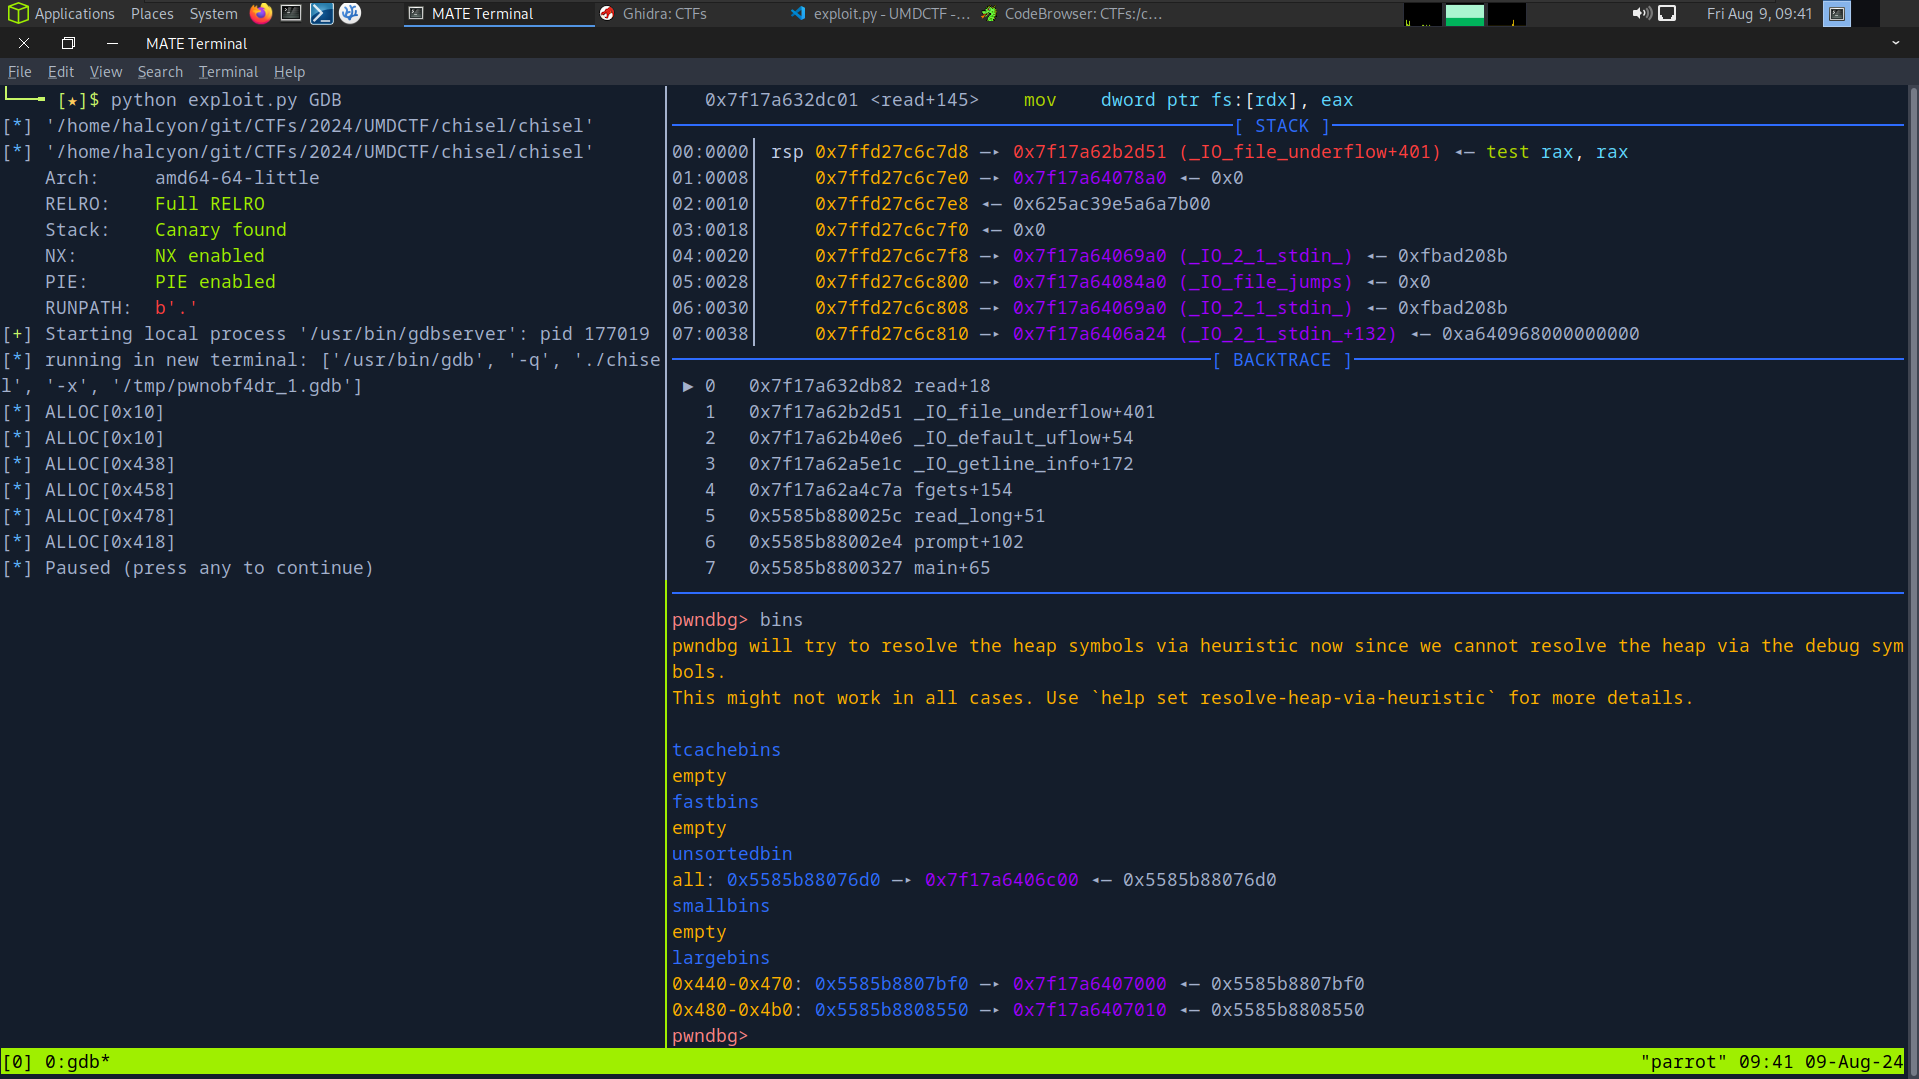 Applications Places System MATE Terminal Ghidra: CTFs exploit.py - UMDCTF -... CodeBrowser: CTFs:/c... Fri Aug 9, 09:41
MATE Terminal
File Edit View Search Terminal Help
[★]$ python exploit.py GDB
[*] '/home/halcyon/git/CTFs/2024/UMDCTF/chisel/chisel'
[*] '/home/halcyon/git/CTFs/2024/UMDCTF/chisel/chisel'
Arch: amd64-64-little
RELRO: Full RELRO
Stack: Canary found
NX: NX enabled
PIE: PIE enabled
RUNPATH: b'.'
[+] Starting local process '/usr/bin/gdbserver': pid 177019
[*] running in new terminal: ['/usr/bin/gdb', '-q', './chise
l', '-x', '/tmp/pwnobf4dr_1.gdb']
[*] ALLOC[0x10]
[*] ALLOC[0x10]
[*] ALLOC[0x438]
[*] ALLOC[0x458]
[*] ALLOC[0x478]
[*] ALLOC[0x418]
[*] Paused (press any to continue)
0x7f17a632dc01 <read+145> mov dword ptr fs:[rdx], eax
[ STACK ]
00:0000│ rsp 0x7ffd27c6c7d8 —▸ 0x7f17a62b2d51 (_IO_file_underflow+401) ◂— test rax, rax
01:0008│ 0x7ffd27c6c7e0 —▸ 0x7f17a64078a0 ◂— 0x0
02:0010│ 0x7ffd27c6c7e8 ◂— 0x625ac39e5a6a7b00
03:0018│ 0x7ffd27c6c7f0 ◂— 0x0
04:0020│ 0x7ffd27c6c7f8 —▸ 0x7f17a64069a0 (_IO_2_1_stdin_) ◂— 0xfbad208b
05:0028│ 0x7ffd27c6c800 —▸ 0x7f17a64084a0 (_IO_file_jumps) ◂— 0x0
06:0030│ 0x7ffd27c6c808 —▸ 0x7f17a64069a0 (_IO_2_1_stdin_) ◂— 0xfbad208b
07:0038│ 0x7ffd27c6c810 —▸ 0x7f17a6406a24 (_IO_2_1_stdin_+132) ◂— 0xa640968000000000
[ BACKTRACE ]
► 0 0x7f17a632db82 read+18
1 0x7f17a62b2d51 _IO_file_underflow+401
2 0x7f17a62b40e6 _IO_default_uflow+54
3 0x7f17a62a5e1c _IO_getline_info+172
4 0x7f17a62a4c7a fgets+154
5 0x5585b880025c read_long+51
6 0x5585b88002e4 prompt+102
7 0x5585b8800327 main+65
pwndbg> bins
pwndbg will try to resolve the heap symbols via heuristic now since we cannot resolve the heap via the debug sym
bols.
This might not work in all cases. Use `help set resolve-heap-via-heuristic` for more details.
tcachebins
empty
fastbins
empty
unsortedbin
all: 0x5585b88076d0 —▸ 0x7f17a6406c00 ◂— 0x5585b88076d0
smallbins
empty
largebins
0x440-0x470: 0x5585b8807bf0 —▸ 0x7f17a6407000 ◂— 0x5585b8807bf0
0x480-0x4b0: 0x5585b8808550 —▸ 0x7f17a6407010 ◂— 0x5585b8808550
pwndbg>
[0] 0:gdb* "parrot" 09:41 09-Aug-24